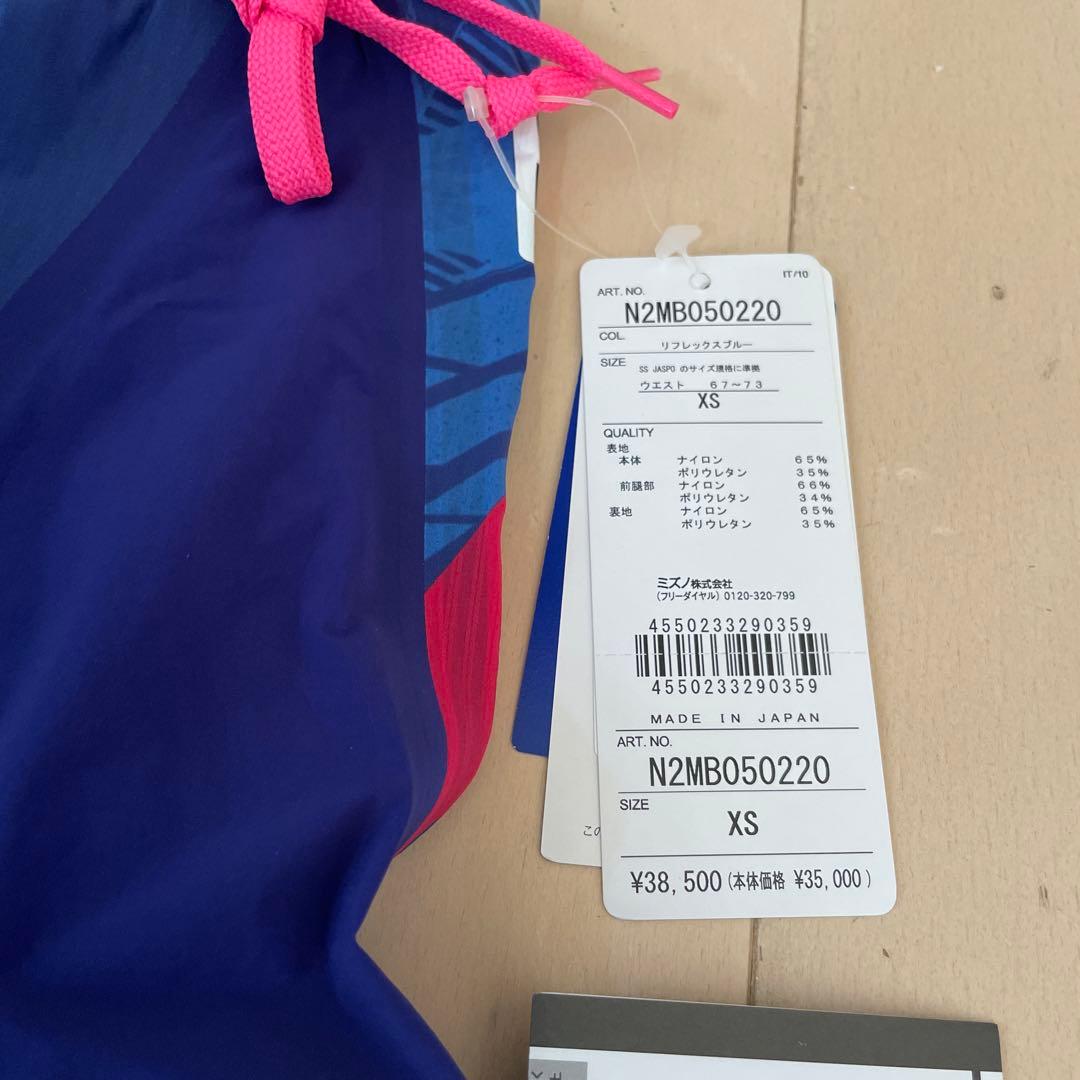 IT/10
ART. NO.
N2MB050220
COL.
リフレックスブルー
SIZE
SS JASPO のサイズ規格に準拠
ウエスト 67～73
XS
QUALITY
表地
本体 ナイロン 65%
ポリウレタン 35%
前腿部 ナイロン 66%
ポリウレタン 34%
裏地 ナイロン 65%
ポリウレタン 35%
ミズノ株式会社
(フリーダイヤル) 0120-320-799
4550233290359
4550233290359
MADE IN JAPAN
ART. NO.
N2MB050220
SIZE
XS
この
¥38,500 (本体価格 ¥35,000)